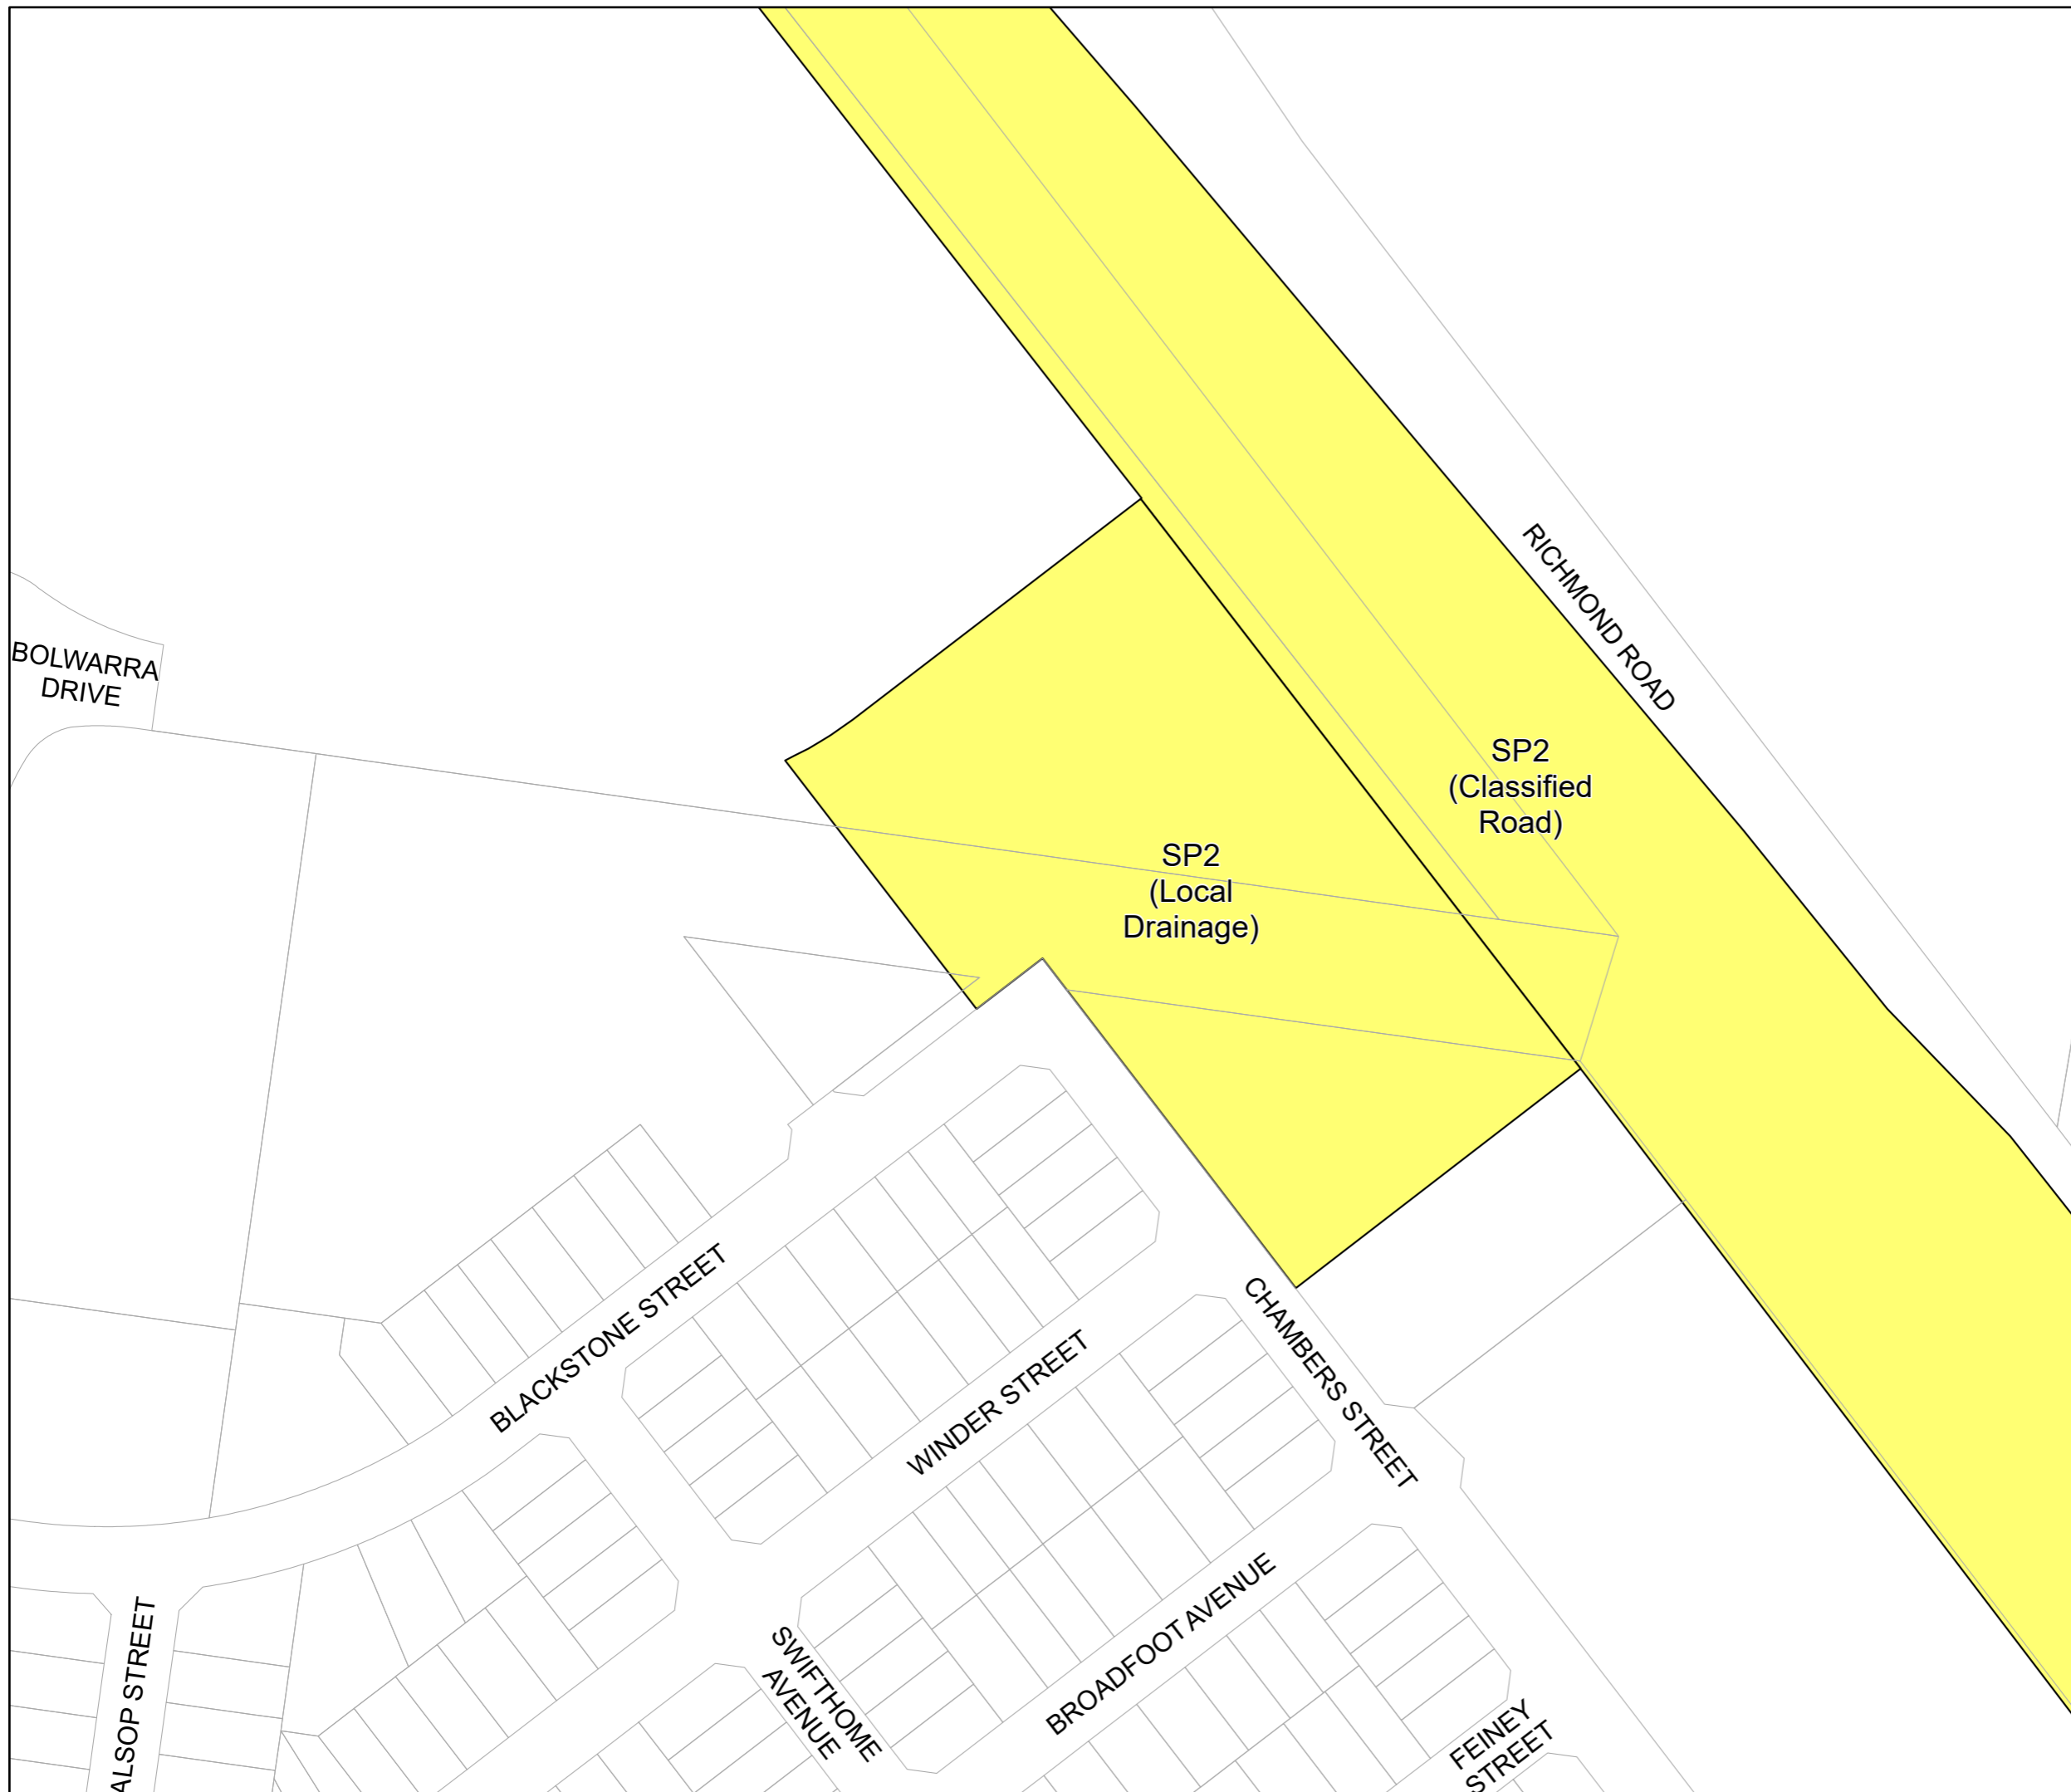 RICHMOND ROAD
BOLWARRA
DRIVE
SP2
(Classified
Road)
SP2
(Local
Drainage)
BLACKSTONE STREET
CHAMBERS STREET
WINDER STREET
BROADFOOT AVENUE
ALSOP STREET
SWIFTHOME
AVENUE
FEINEY
STREET